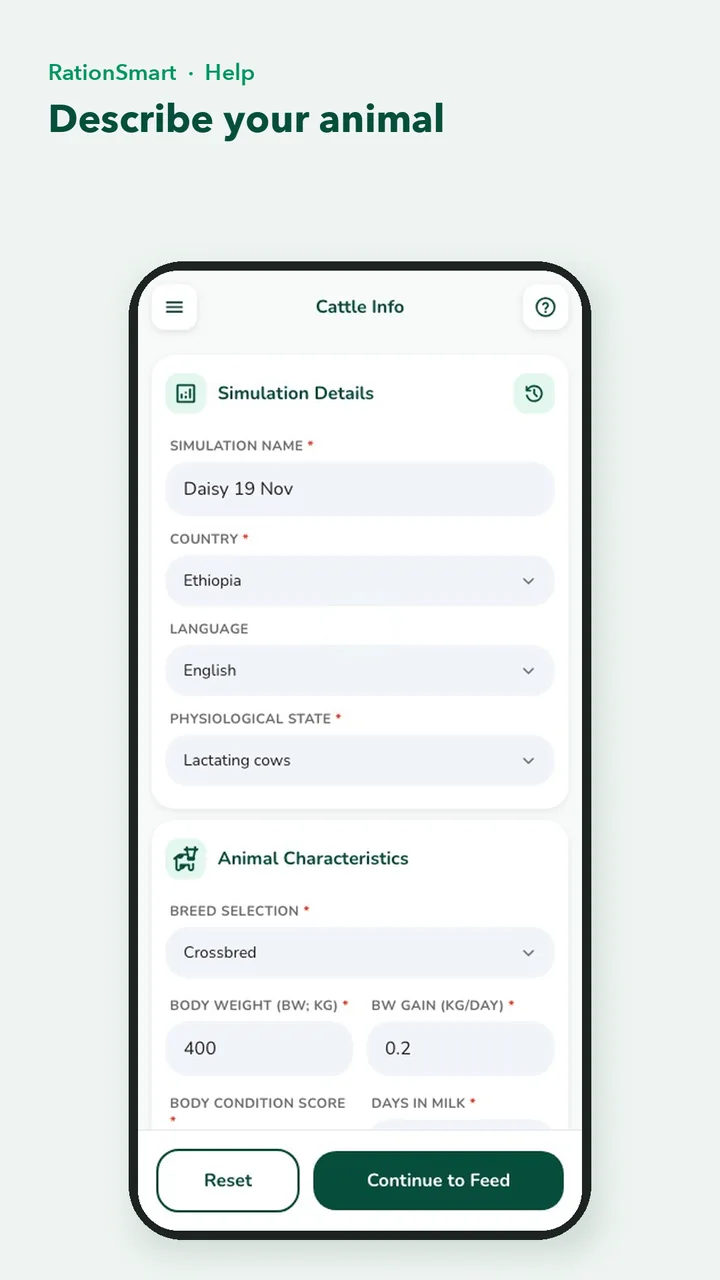 RationSmart · Help
Describe your animal
Cattle Info
Simulation Details
SIMULATION NAME *
Daisy 19 Nov
COUNTRY *
Ethiopia
LANGUAGE
English
PHYSIOLOGICAL STATE *
Lactating cows
Animal Characteristics
BREED SELECTION *
Crossbred
BODY WEIGHT (BW; KG) * BW GAIN (KG/DAY) *
400 0.2
BODY CONDITION SCORE DAYS IN MILK *
*
Reset Continue to Feed